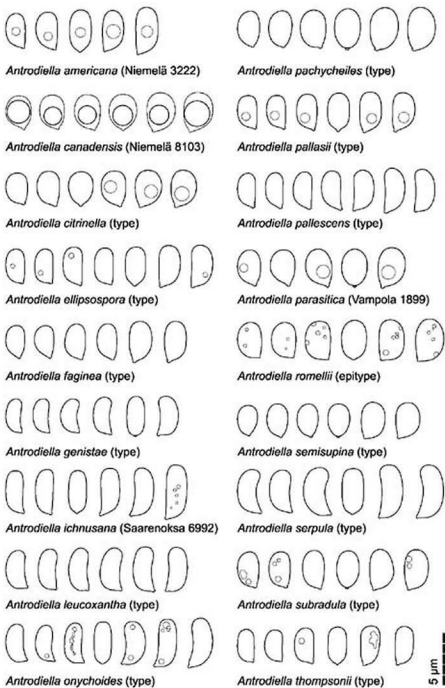 Antrodiella americana (Niemelä 3222)
Antrodiella pachycheiles (type)
Antrodiella canadensis (Niemelä 8103)
Antrodiella pallasii (type)
Antrodiella citrinella (type)
Antrodiella pallescens (type)
Antrodiella ellipsospora (type)
Antrodiella parasitica (Vampola 1899)
Antrodiella faginea (type)
Antrodiella romellii (epitype)
Antrodiella genistae (type)
Antrodiella semisupina (type)
Antrodiella ichnusana (Saarenoksa 6992)
Antrodiella serpula (type)
Antrodiella leucoxantha (type)
Antrodiella subradula (type)
Antrodiella onychoides (type)
Antrodiella thompsonii (type)
5 µm